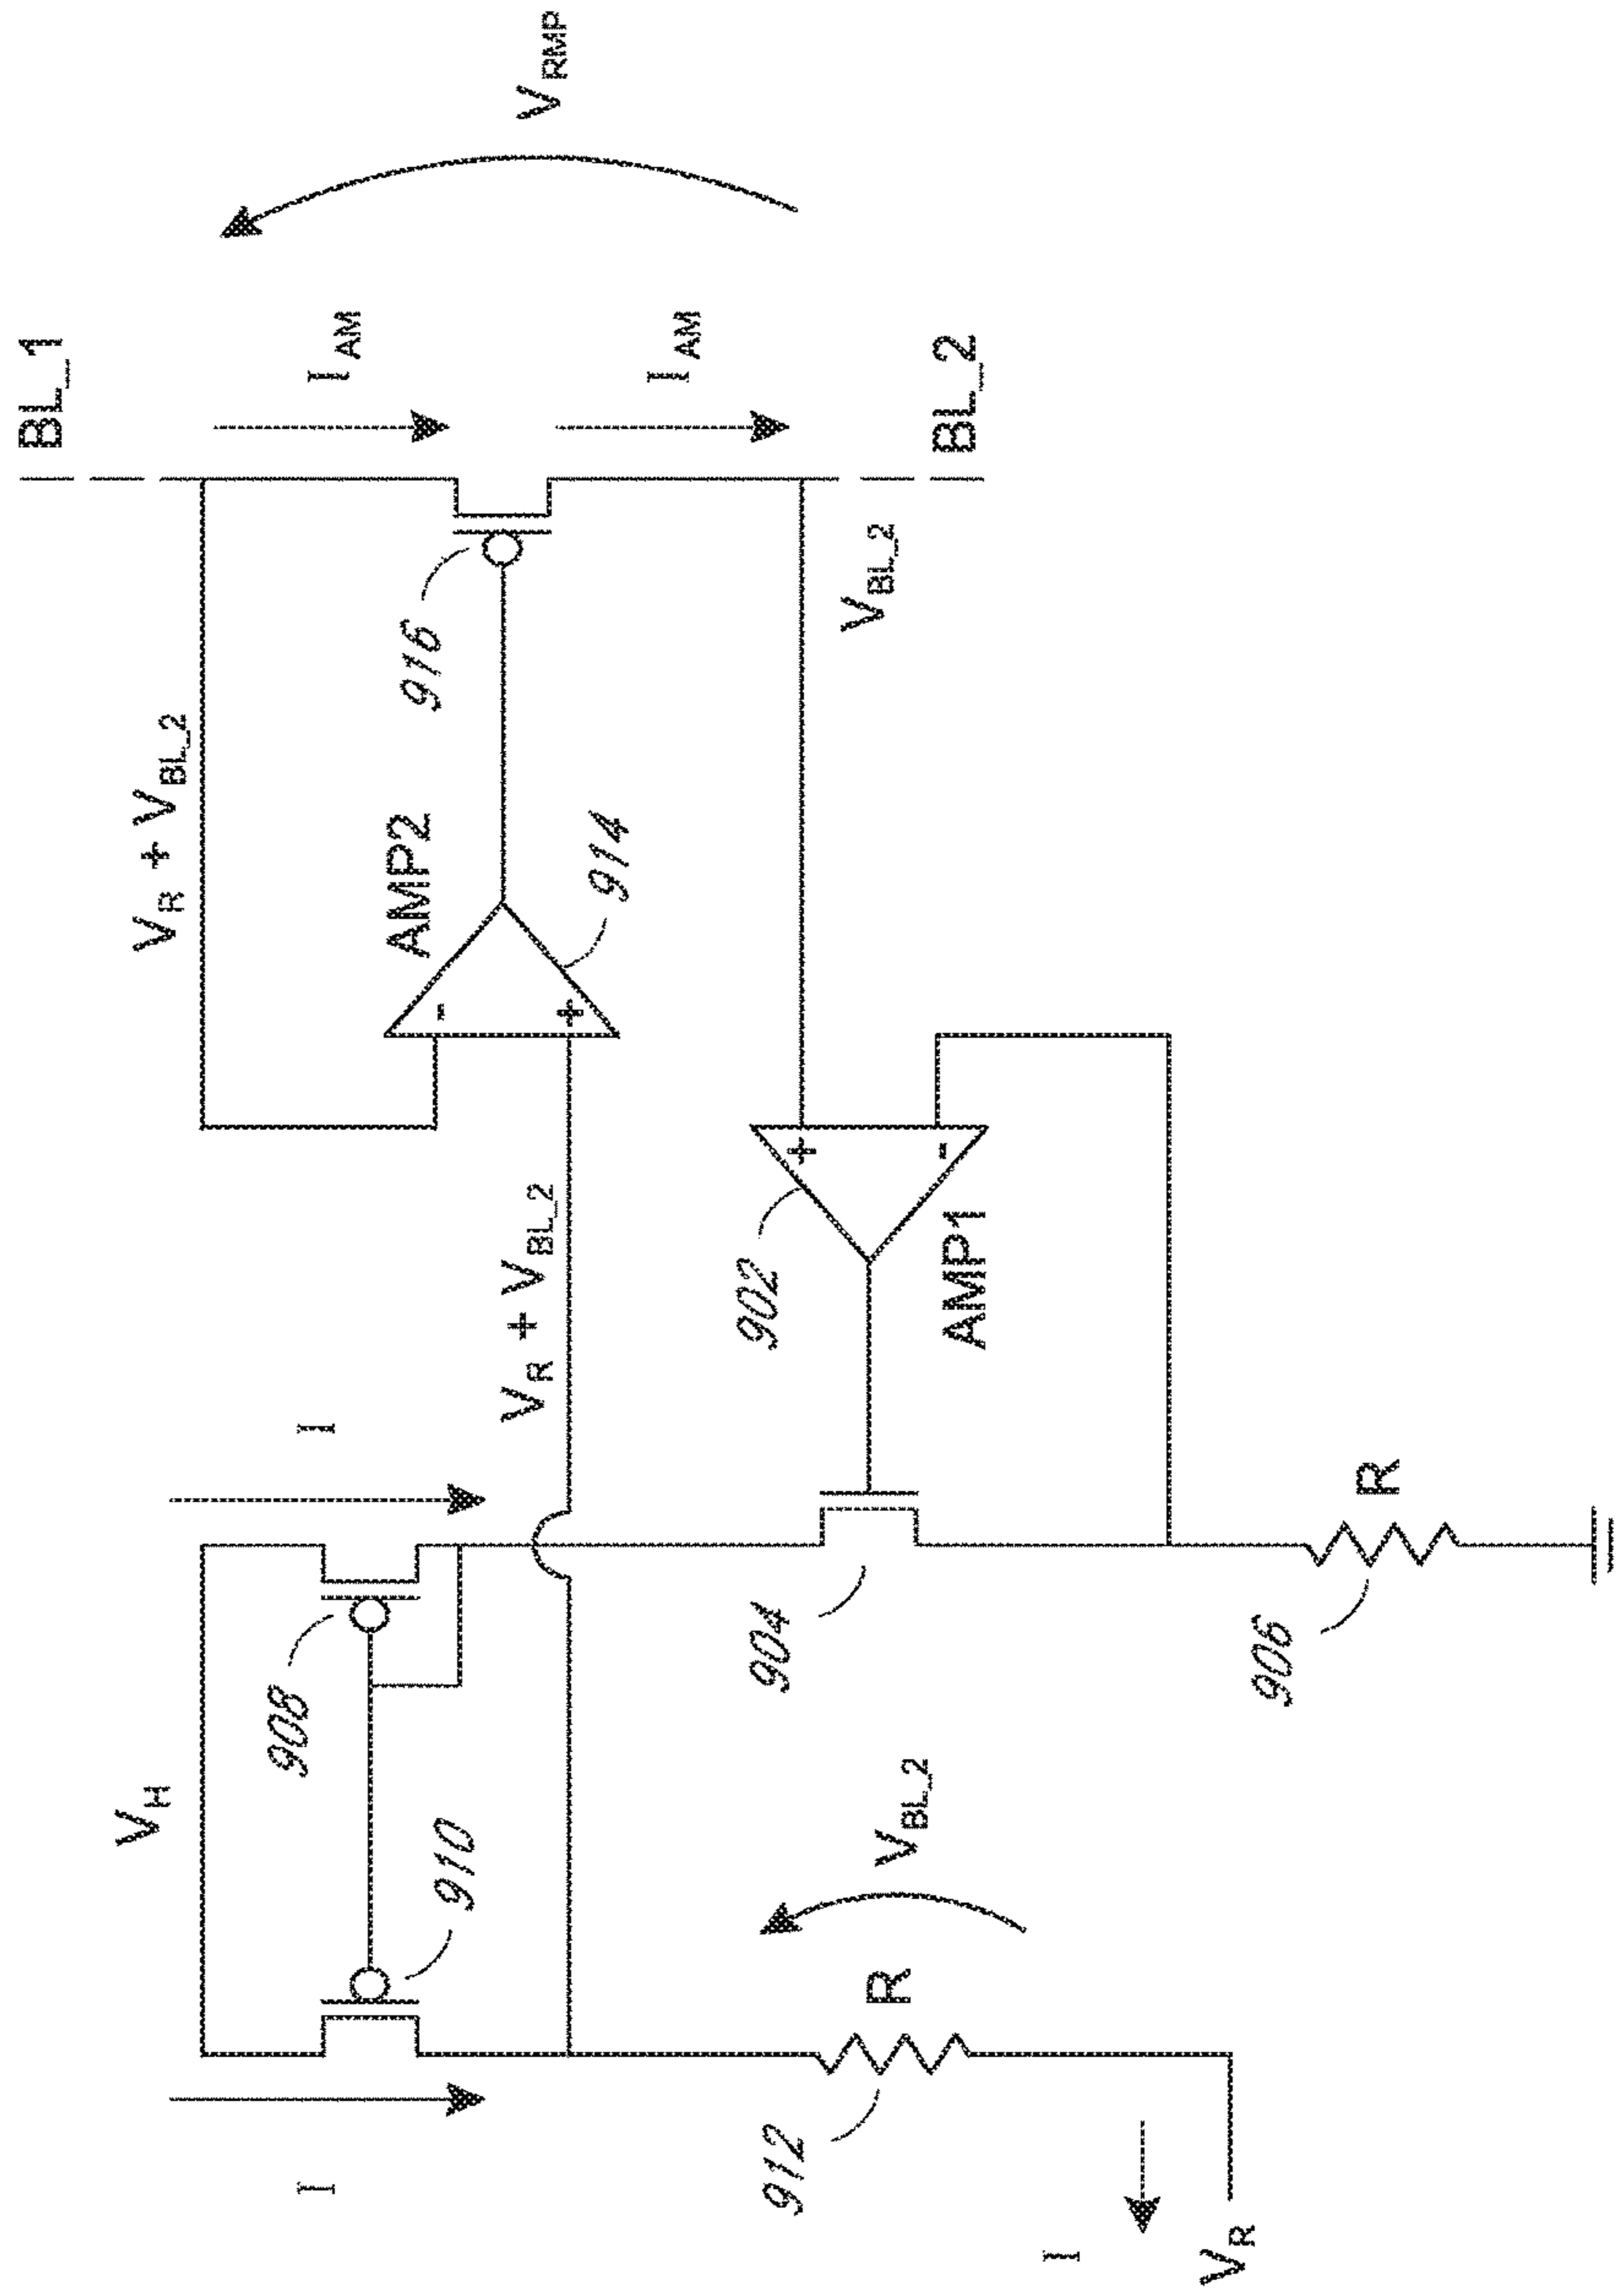 BL_1
V_H
I
I
908
910
V_R + V_BL_2
I_AM
V_RMP
AMP2
-
+
916
914
I_AM
V_R + V_BL_2
V_BL_2
BL_2
902
+
-
AMP1
904
R
912
V_BL_2
R
906
I
V_R